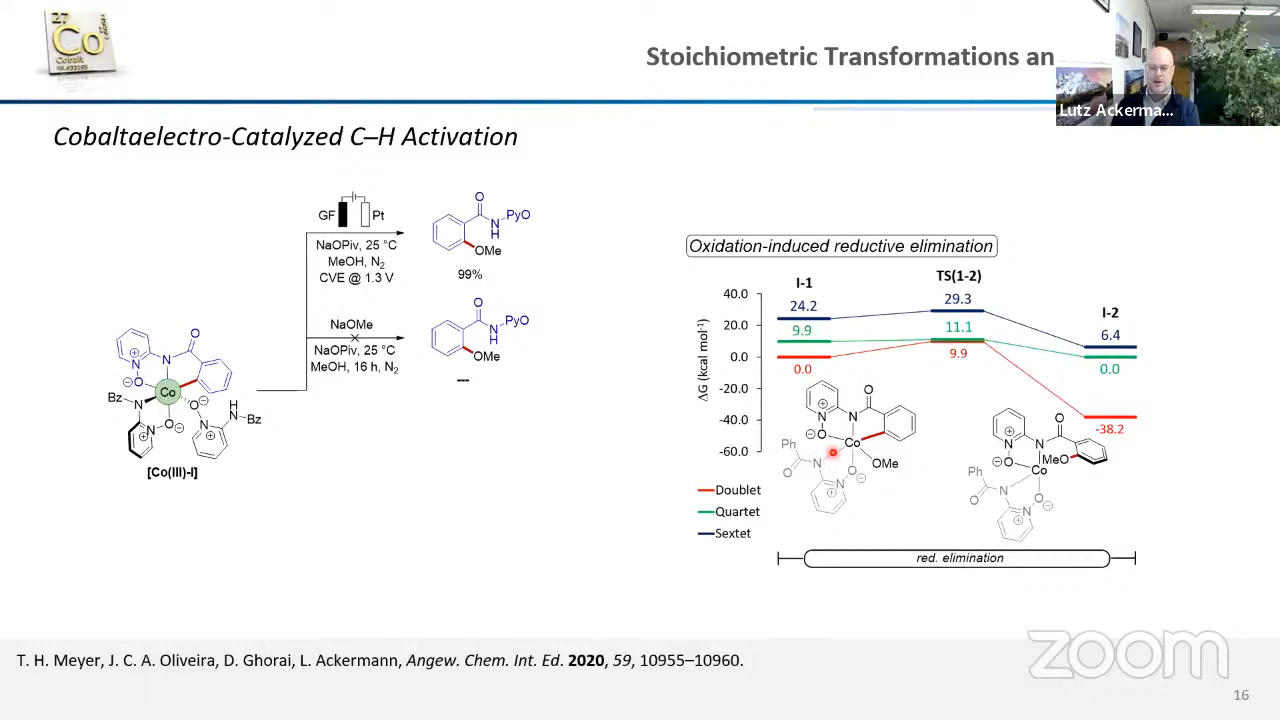 27
Co
Cobalt
58.933195
Stoichiometric Transformations an
Lutz Ackerma...
Cobaltaelectro-Catalyzed C–H Activation
GF
Pt
NaOPiv, 25 °C
MeOH, N2
CVE @ 1.3 V
O
N
H
PyO
OMe
99%
NaOMe
NaOPiv, 25 °C
MeOH, 16 h, N2
O
N
H
PyO
OMe
---
O
N
+
N
⊖O
Co
Bz
N
O⊖
N
+
O⊖
N
+
H
N
Bz
[Co(III)-I]
Oxidation-induced reductive elimination
I-1
TS(1-2)
I-2
ΔG (kcal mol-1)
40.0
20.0
0.0
-20.0
-40.0
-60.0
24.2
29.3
6.4
9.9
11.1
0.0
0.0
9.9
-38.2
N
+
N
O
⊖O
Co
OMe
Ph
O
N
O⊖
N
+
N
+
N
O
⊖O
MeO
Co
Ph
O
N
O⊖
N
+
Doublet
Quartet
Sextet
red. elimination
T. H. Meyer, J. C. A. Oliveira, D. Ghorai, L. Ackermann, Angew. Chem. Int. Ed. 2020, 59, 10955–10960.
zoom
16